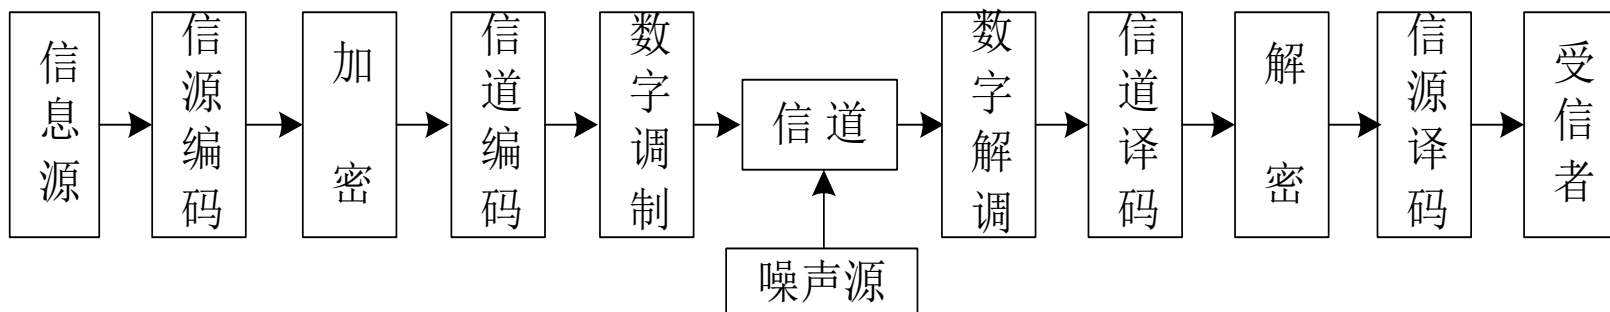 信息源
信源编码
加密
信道编码
数字调制
信道
数字解调
信道译码
解密
信源译码
受信者
噪声源